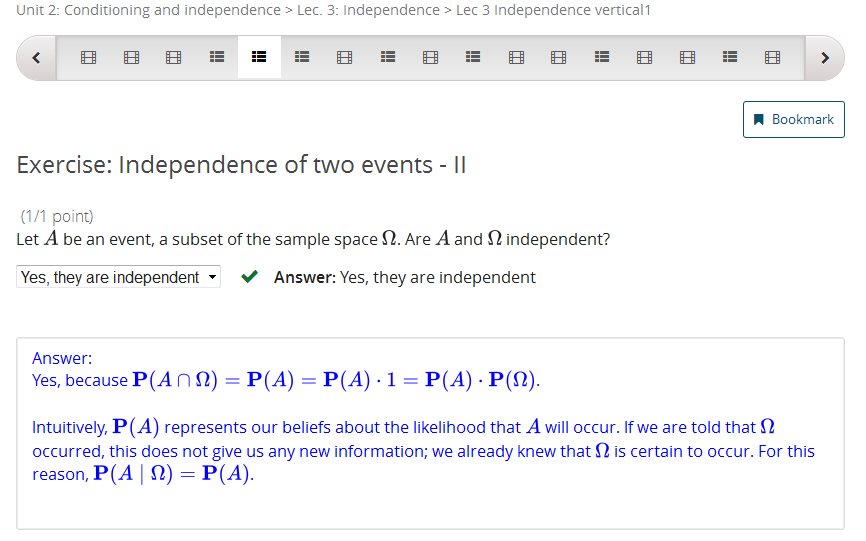 Unit 2: Conditioning and independence > Lec. 3: Independence > Lec 3 Independence vertical1
Bookmark
Exercise: Independence of two events - II
(1/1 point)
Let A be an event, a subset of the sample space Ω. Are A and Ω independent?
Yes, they are independent Answer: Yes, they are independent
Answer:
Yes, because P(A ∩ Ω) = P(A) = P(A) · 1 = P(A) · P(Ω).
Intuitively, P(A) represents our beliefs about the likelihood that A will occur. If we are told that Ω
occurred, this does not give us any new information; we already knew that Ω is certain to occur. For this
reason, P(A | Ω) = P(A).